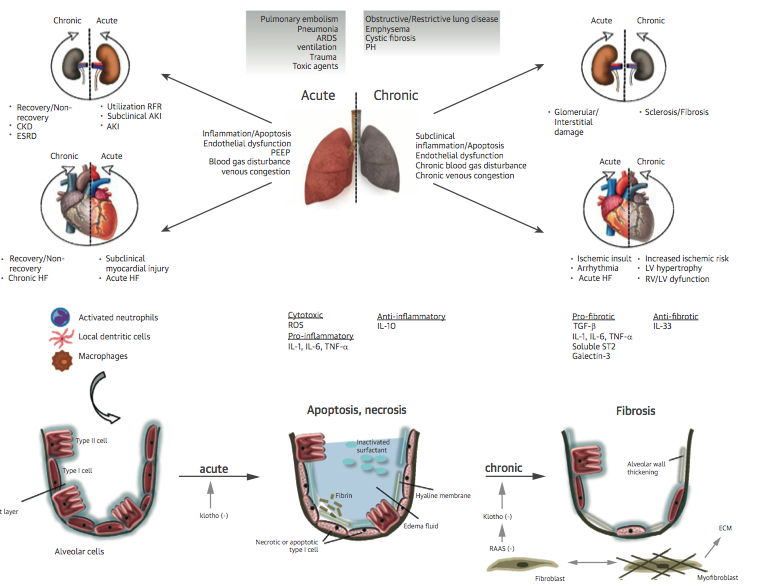 Chronic Acute
Pulmonary embolism
Pneumonia
ARDS
ventilation
Trauma
Toxic agents
Obstructive/Restrictive lung disease
Emphysema
Cystic fibrosis
PH
Acute Chronic
• Recovery/Non-
recovery
• CKD
• ESRD
• Utilization RFR
• Subclinical AKI
• AKI
Acute Chronic
• Glomerular/
Interstitial
damage
• Sclerosis/Fibrosis
Inflammation/Apoptosis
Endothelial dysfunction
PEEP
Blood gas disturbance
venous congestion
Subclinical
inflammation/Apoptosis
Endothelial dysfunction
Chronic blood gas disturbance
Chronic venous congestion
Chronic Acute
Acute Chronic
• Recovery/Non-
recovery
• Chronic HF
• Subclinical
myocardial injury
• Acute HF
• Ischemic insult
• Arrhythmia
• Acute HF
• Increased ischemic risk
• LV hypertrophy
• RV/LV dyfunction
Activated neutrophils
Local dentritic cells
Macrophages
Cytotoxic
ROS
Pro-inflammatory
IL-1, IL-6, TNF-α
Anti-inflammatory
IL-10
Pro-fibrotic
TGF-β
IL-1, IL-6, TNF-α
Soluble ST2
Galectin-3
Anti-fibrotic
IL-33
Type II cell
Type I cell
t layer
Alveolar cells
acute
klotho (-)
Apoptosis, necrosis
Inactivated
surfactant
Fibrin
Hyaline membrane
Edema fluid
Necrotic or apoptotic
type I cell
chronic
Klotho (-)
RAAS (-)
Fibrosis
Alveolar wall
thickening
ECM
Fibroblast
Myofibroblast